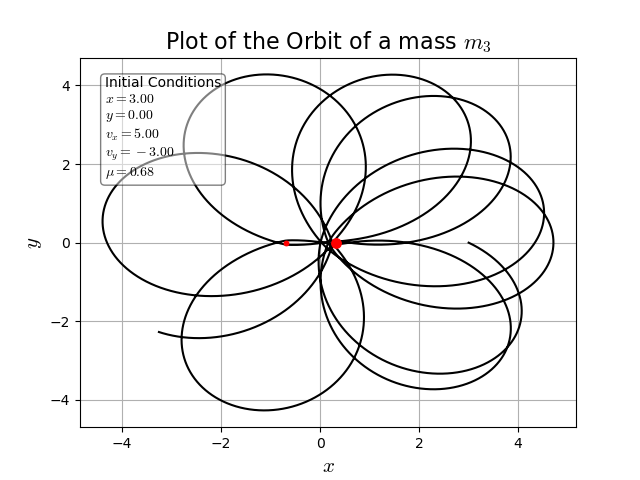 Plot of the Orbit of a mass m₃
Initial Conditions
x = 3.00
y = 0.00
vₓ = 5.00
v_y = −3.00
μ = 0.68
4
2
0
−2
−4
y
−4 −2 0 2 4
x